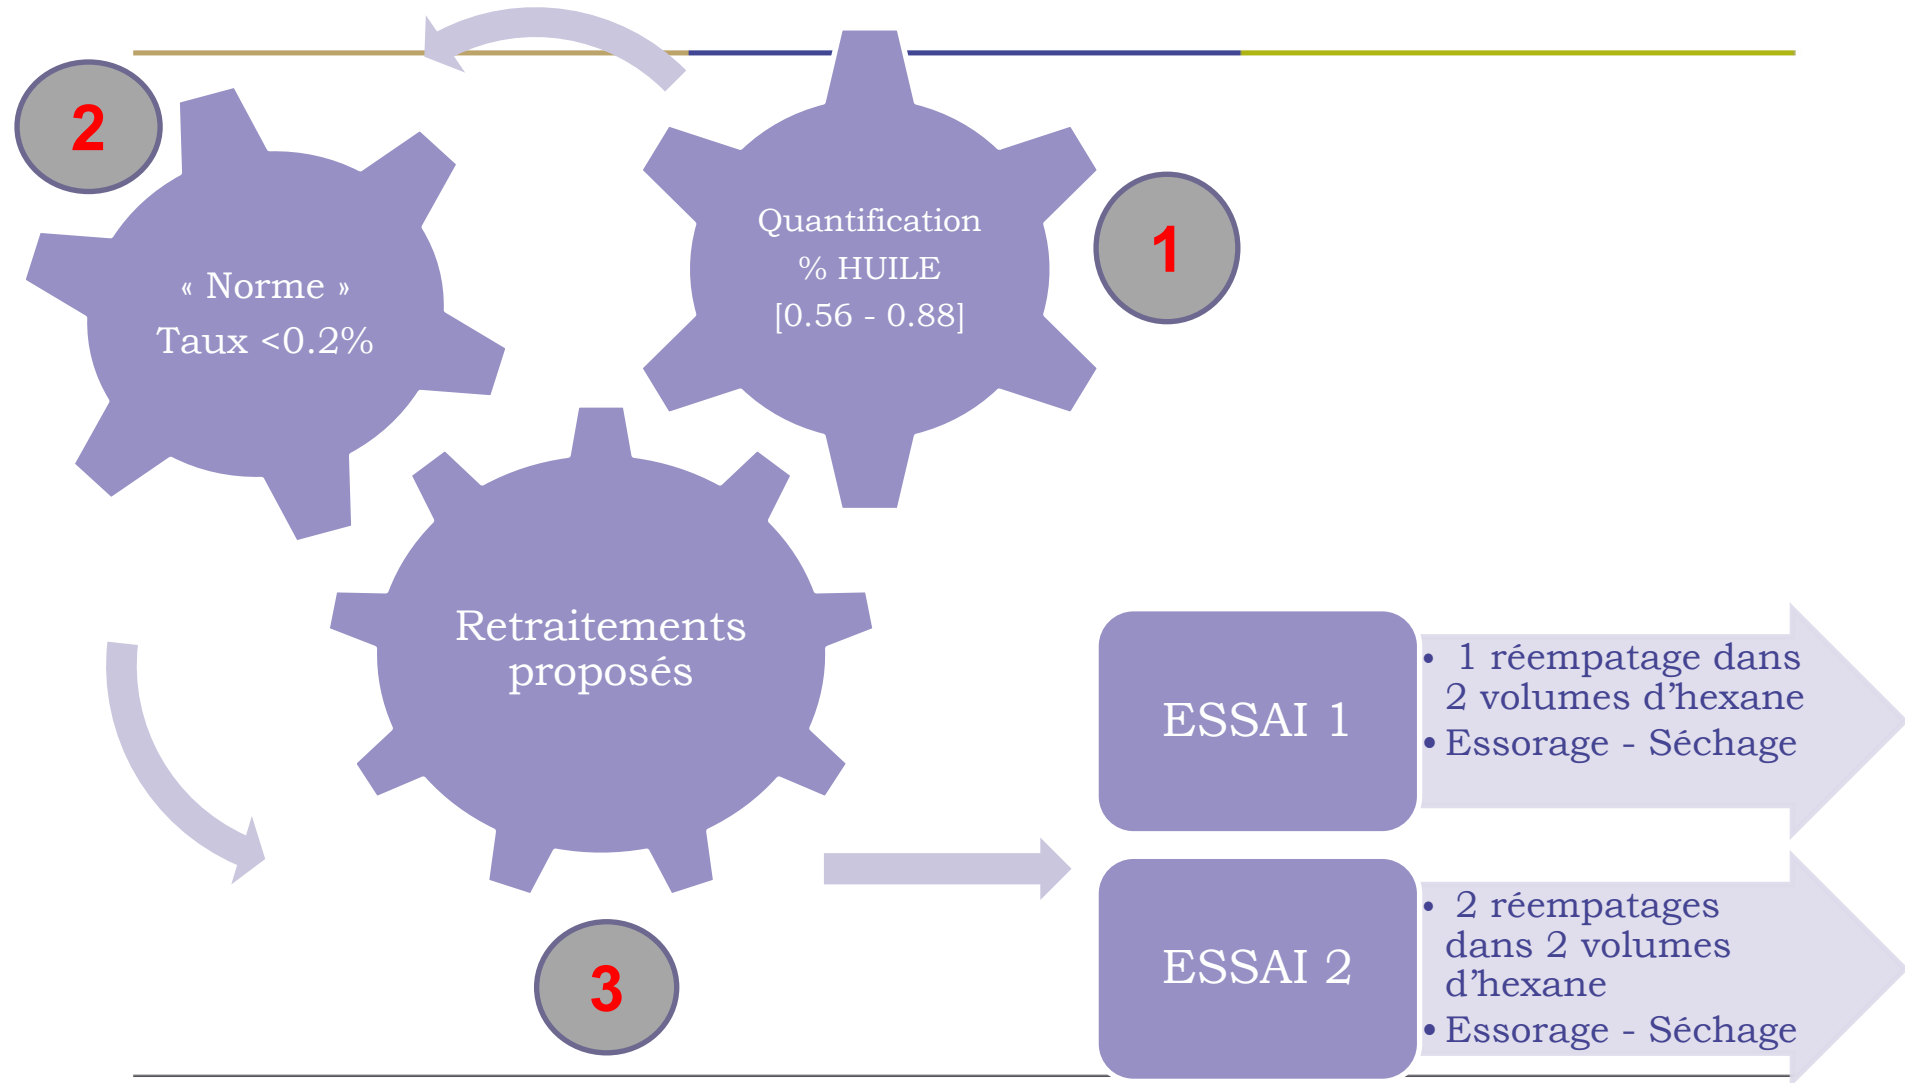 2
« Norme »
Taux <0.2%
Quantification
% HUILE
[0.56 - 0.88]
1
Retraitements
proposés
3
ESSAI 1
• 1 réempatage dans
2 volumes d’hexane
• Essorage - Séchage
ESSAI 2
• 2 réempatages
dans 2 volumes
d’hexane
• Essorage - Séchage